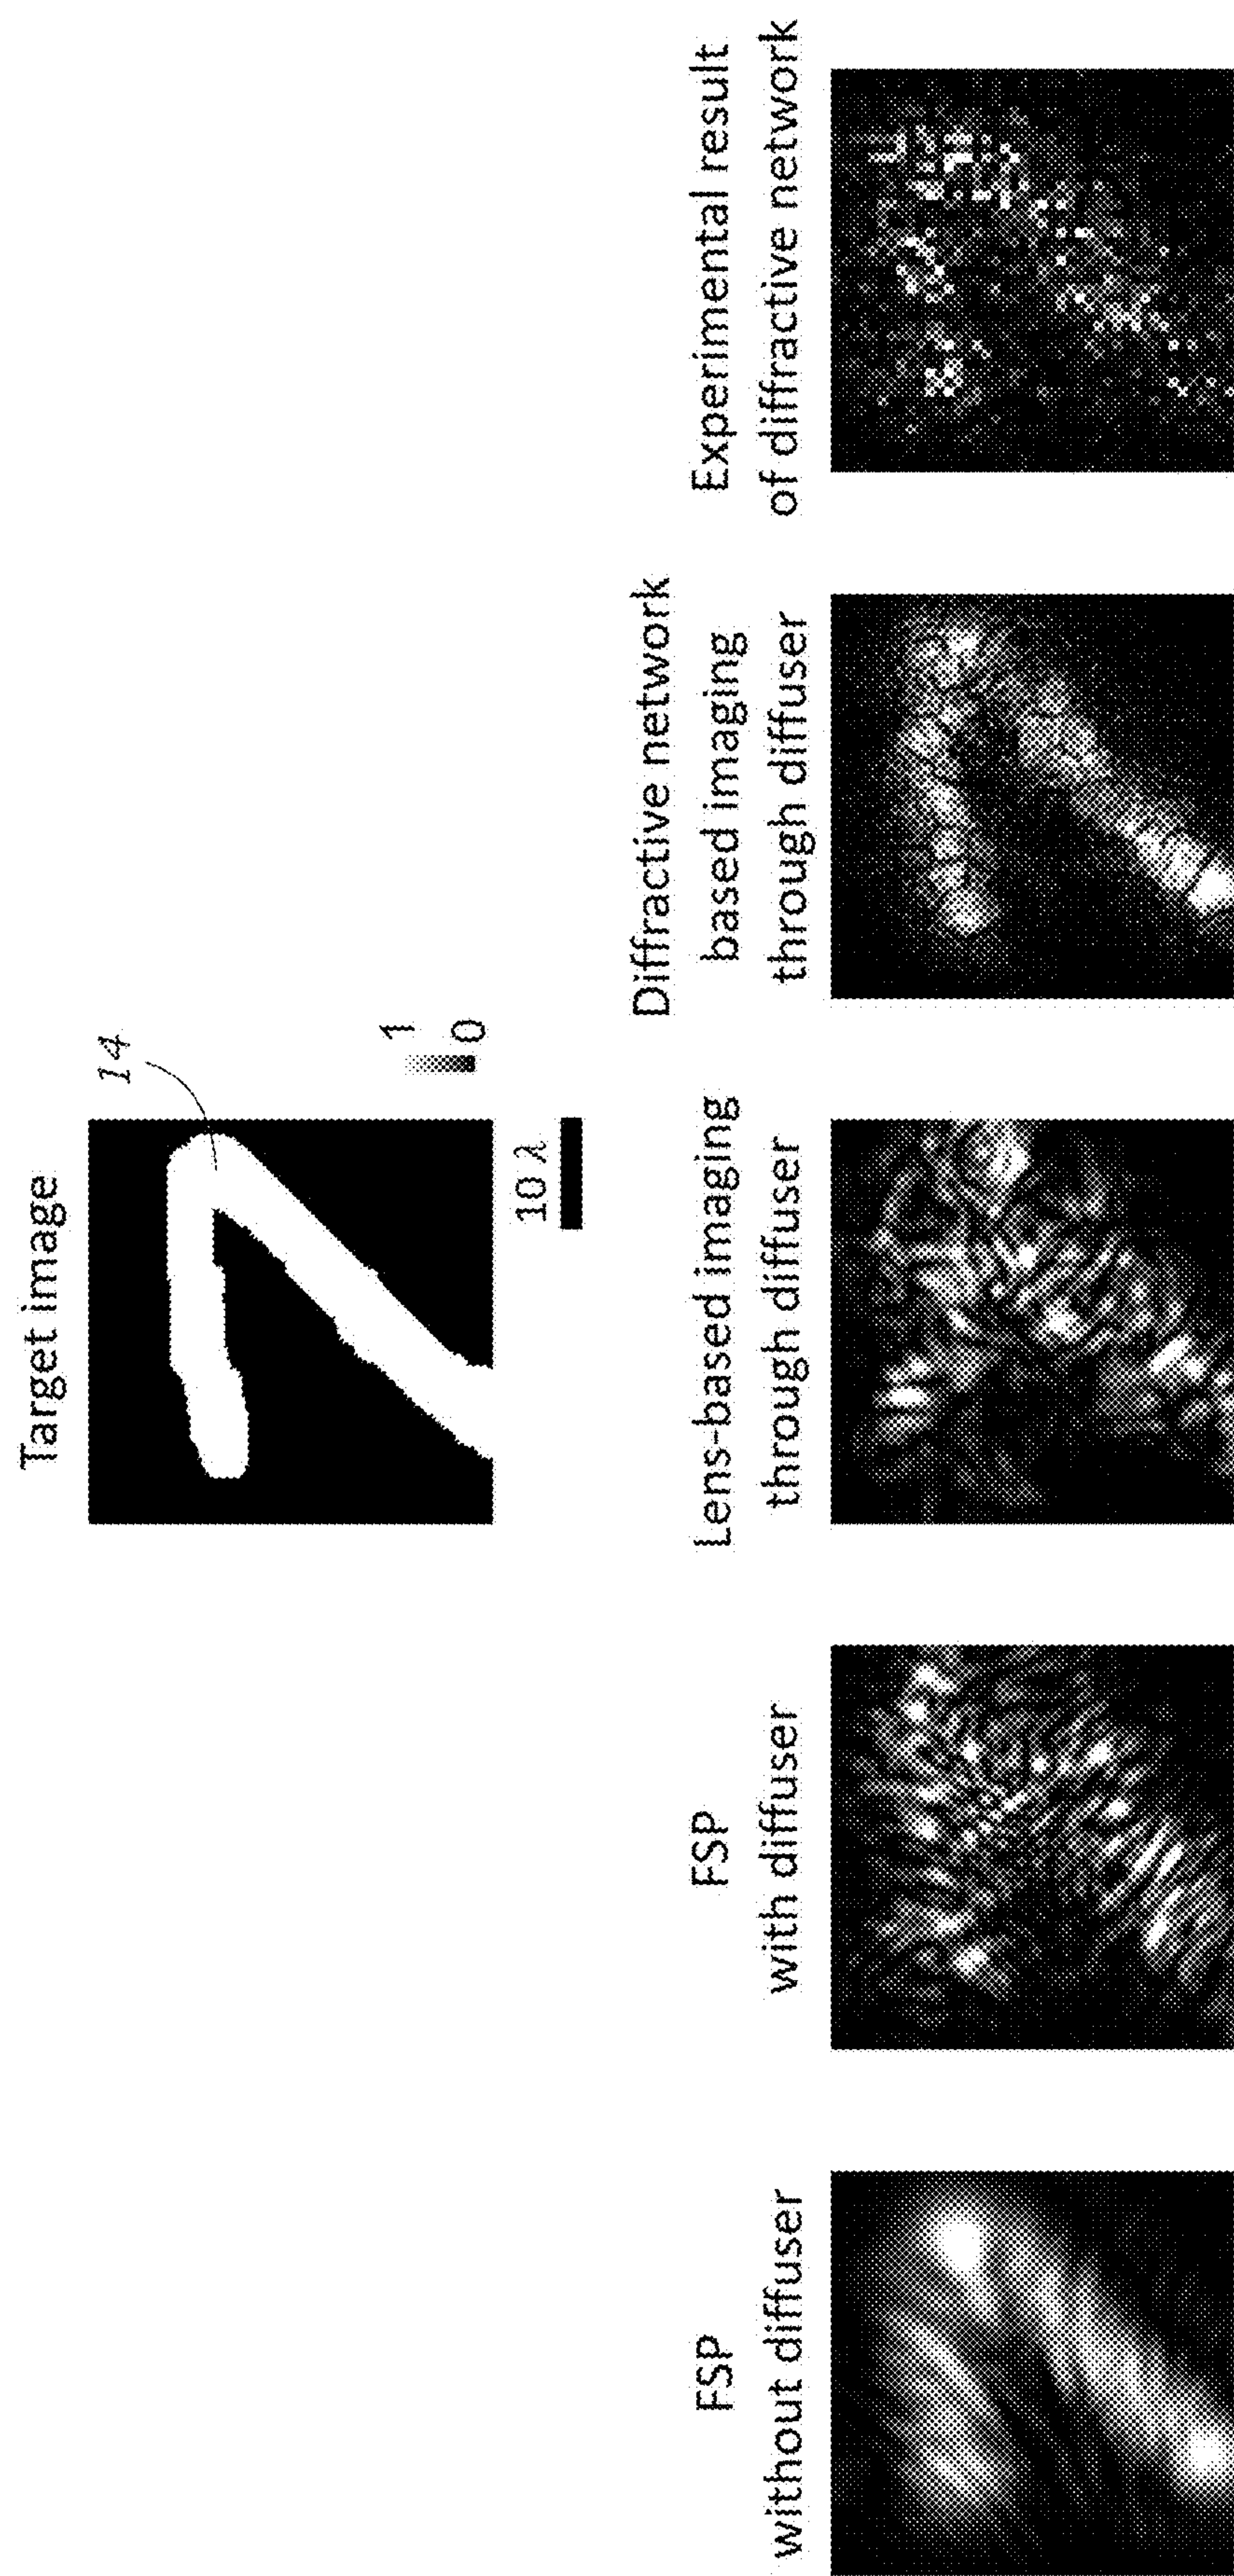 Target image
14
1
0
10 λ
FSP
without diffuser
FSP
with diffuser
Lens-based imaging
through diffuser
Diffractive network
based imaging
through diffuser
Experimental result
of diffractive network